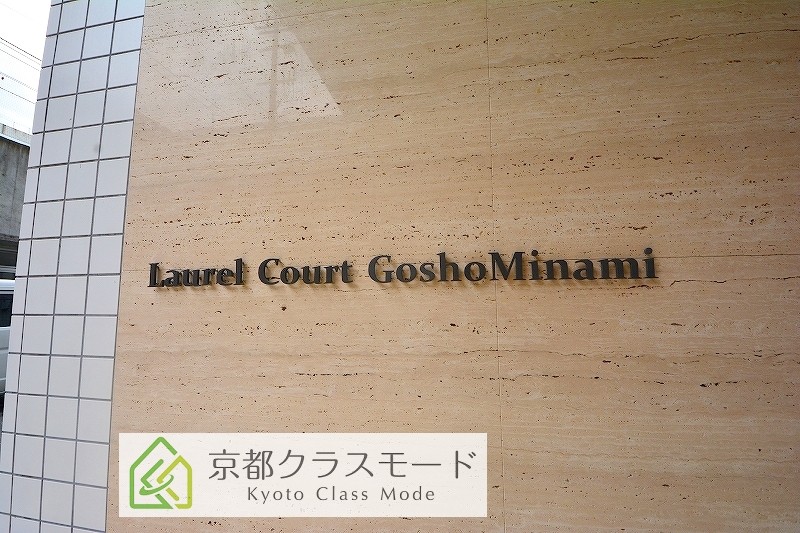 Laurel Court GoshoMinami
京都クラスモード
Kyoto Class Mode